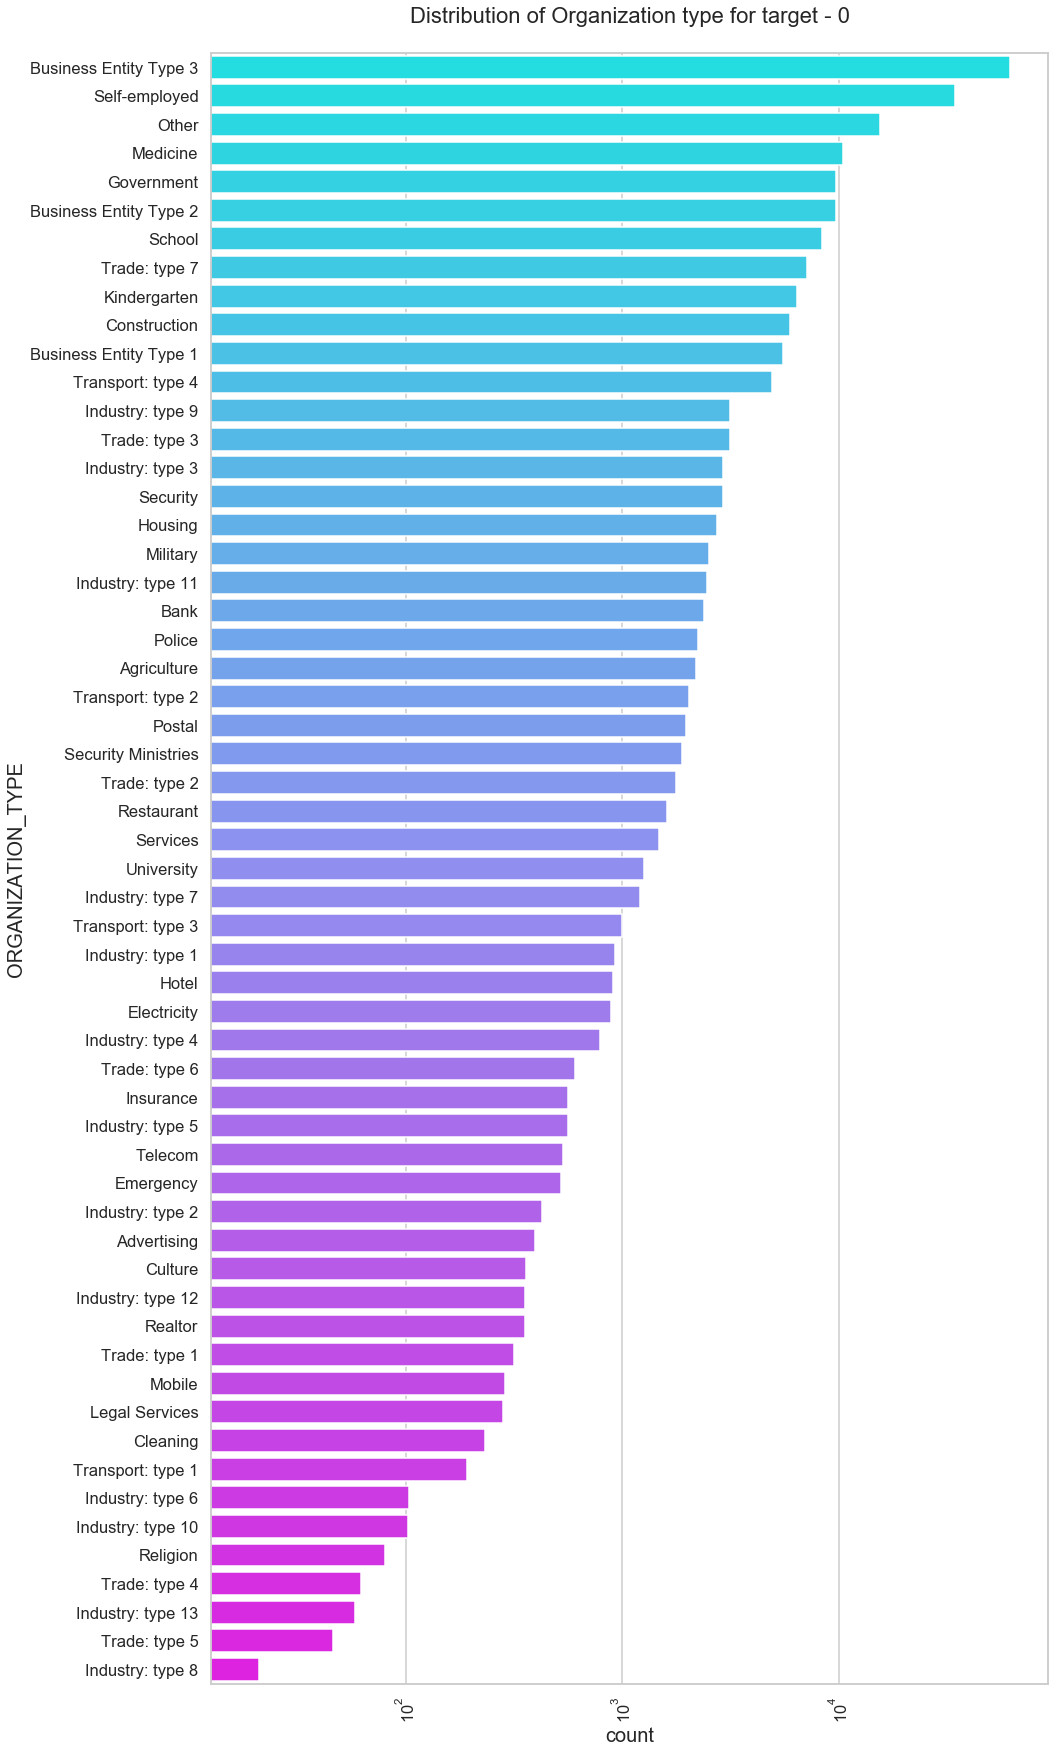 Distribution of Organization type for target - 0
Business Entity Type 3
Self-employed
Other
Medicine
Government
Business Entity Type 2
School
Trade: type 7
Kindergarten
Construction
Business Entity Type 1
Transport: type 4
Industry: type 9
Trade: type 3
Industry: type 3
Security
Housing
Military
Industry: type 11
Bank
Police
Agriculture
Transport: type 2
Postal
Security Ministries
Trade: type 2
Restaurant
Services
University
Industry: type 7
Transport: type 3
Industry: type 1
Hotel
Electricity
Industry: type 4
Trade: type 6
Insurance
Industry: type 5
Telecom
Emergency
Industry: type 2
Advertising
Culture
Industry: type 12
Realtor
Trade: type 1
Mobile
Legal Services
Cleaning
Transport: type 1
Industry: type 6
Industry: type 10
Religion
Trade: type 4
Industry: type 13
Trade: type 5
Industry: type 8
ORGANIZATION_TYPE
10² 10³ 10⁴
count